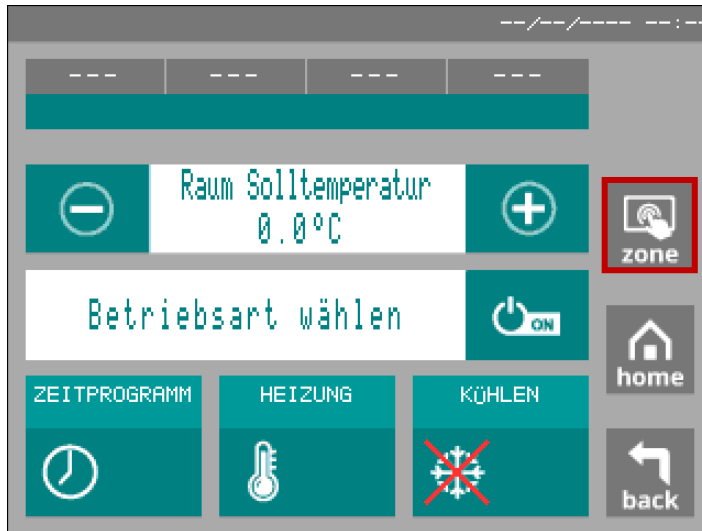 --/--/---- --:-
--- --- --- ---
Raum Solltemperatur
0.0°C
zone
Betriebsart wählen
ON
home
ZEITPROGRAMM HEIZUNG KüHLEN
back